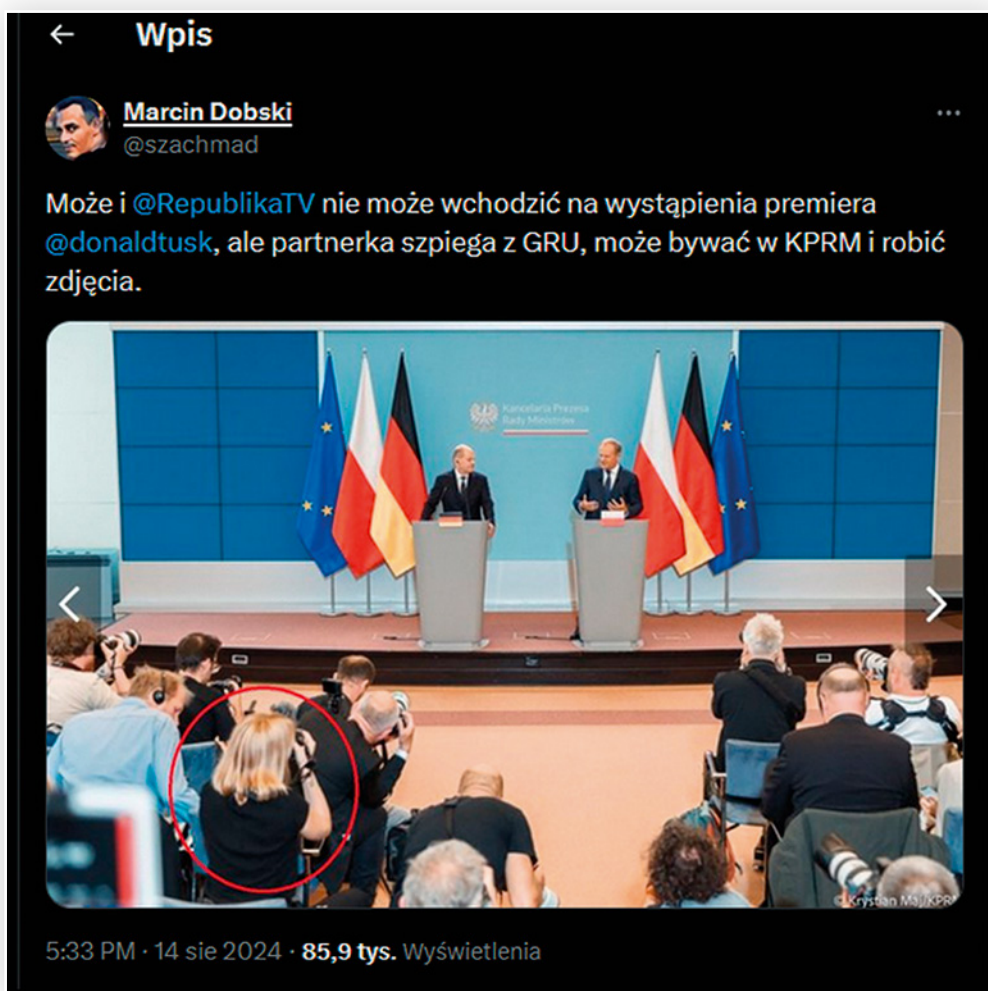 Wpis
Marcin Dobski
@szachmad
Może i @RepublikaTV nie może wchodzić na wystąpienia premiera
@donaldtusk, ale partnerka szpiega z GRU, może bywać w KPRM i robić
zdjęcia.
Kancelaria Prezesa
Rady Ministrów
© Krystian Maj/KPRM
5:33 PM · 14 sie 2024 · 85,9 tys. Wyświetlenia